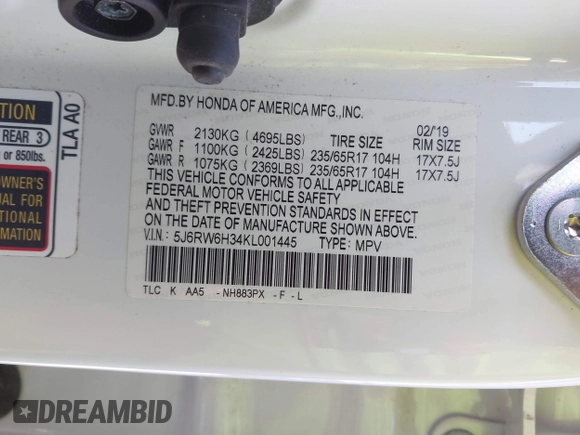 MFD.BY HONDA OF AMERICA MFG.,INC.
02/19
GVWR 2130KG ( 4695LBS) TIRE SIZE RIM SIZE
GAWR F 1100KG ( 2425LBS) 235/65R17 104H 17X7.5J
GAWR R 1075KG ( 2369LBS) 235/65R17 104H 17X7.5J
THIS VEHICLE CONFORMS TO ALL APPLICABLE
FEDERAL MOTOR VEHICLE SAFETY
AND THEFT PREVENTION STANDARDS IN EFFECT
ON THE DATE OF MANUFACTURE SHOWN ABOVE.
V.I.N.: 5J6RW6H34KL001445 TYPE: MPV
TLC K AA5 -NH883PX -F -L
TION
REAR 3
or 850lbs.
OWNER'S
UAL FOR
TIONAL
MATION
TLA A0
DREAMBID